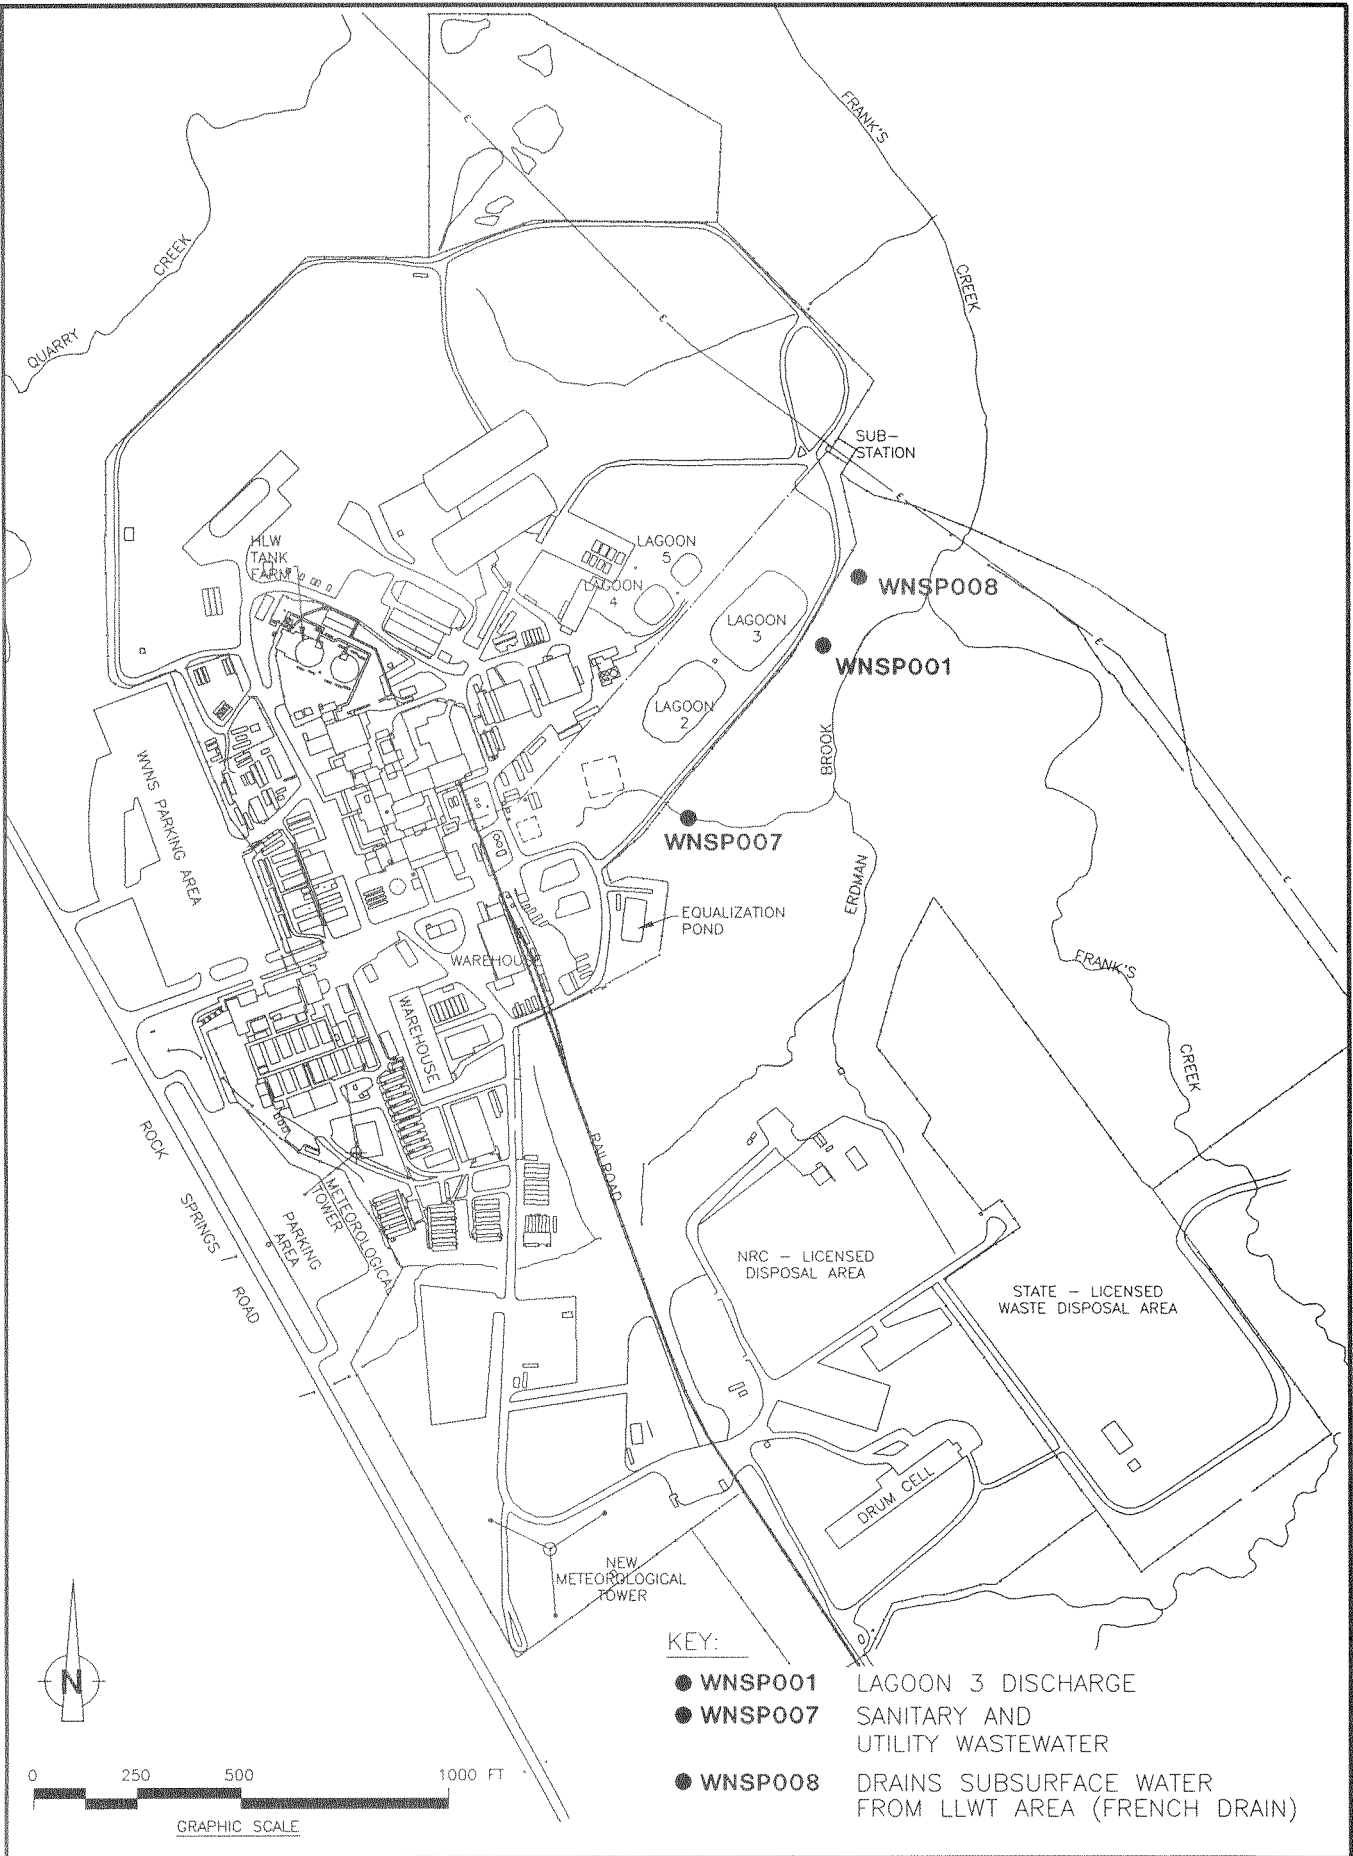 FRANK'S
CREEK
CREEK
QUARRY
E
E
SUB-
STATION
E
HLW
TANK
FARM
LAGOON
5
LAGOON
4
WNSP008
LAGOON
3
E
WNSP001
LAGOON
2
BROOK
WVNS PARKING AREA
WNSP007
ERDMAN
E
EQUALIZATION
POND
WAREHOUSE
FRANK'S
WAREHOUSE
CREEK
ROCK
RAILROAD
SPRINGS
ROAD
METEOROLOGICAL
TOWER
PARKING
AREA
NRC - LICENSED
DISPOSAL AREA
STATE - LICENSED
WASTE DISPOSAL AREA
DRUM CELL
NEW
METEOROLOGICAL
TOWER
N
KEY:
WNSP001 LAGOON 3 DISCHARGE
WNSP007 SANITARY AND
UTILITY WASTEWATER
WNSP008 DRAINS SUBSURFACE WATER
FROM LLWT AREA (FRENCH DRAIN)
0 250 500 1000 FT
GRAPHIC SCALE